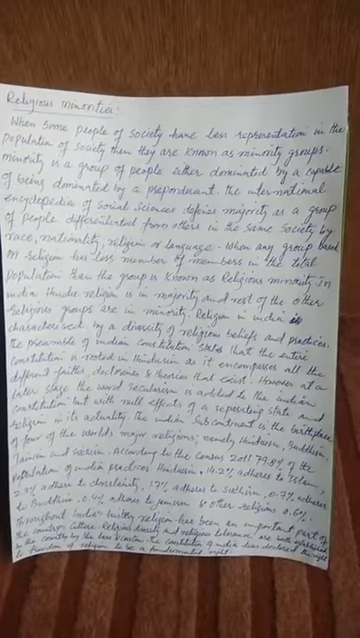 Religious minorities:
When some people of society have less representation in the
population of society then they are known as minority groups.
minority is a group of people either dominated by a capable
of being dominated by a preponduant. the international
encyclopedia of Social Sciences defines majority as a group
of people differentiated from others in the same society by
race, nationality, religion or language. When any group based
on religion has less number of members in the total
population than the group is known as Religious minority. In
india Hindu religion is in majority and rest of the other
religious groups are in minority. Religion in india is
characterised by a diversity of religious beliefs and practices.
the preamble of indian constitution states that the entire
constitution is rooted in Hinduism as it encompasses all the
different faiths, doctrines & theories that exist. However at a
later stage the word secularism is added to the indian
constitution but with null effects of a separating state and
religion in its actuality. The indian Subcontinent is the birthplace
of four of the worlds major religions; namely Hinduism, Buddhism,
Jainism and Sikhism. According to the Census 2011 79.8% of the
population of india practices Hinduism, 14.2% adheres to Islam,
2.3% adhere to christianity, 1.7% adheres to Sikhism, 0.7% adheres
to Buddhism, 0.4% adheres to jainism & other religions 0.6%.
throughout India's history, religion has been an important part of
the country's culture. Religious diversity and religious tolerance are both established
in the country by the law & custom. the constitution of india has declared the right
to freedom of religion to be a fundamental right